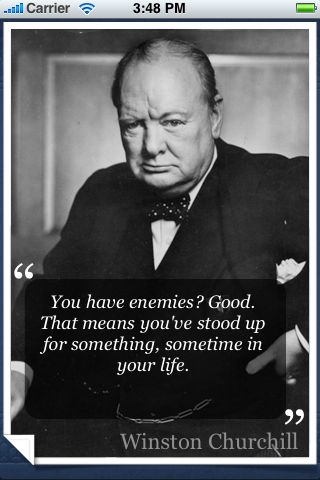 Carrier 3:48 PM
“
You have enemies? Good.
That means you've stood up
for something, sometime in
your life.
”
Winston Churchill